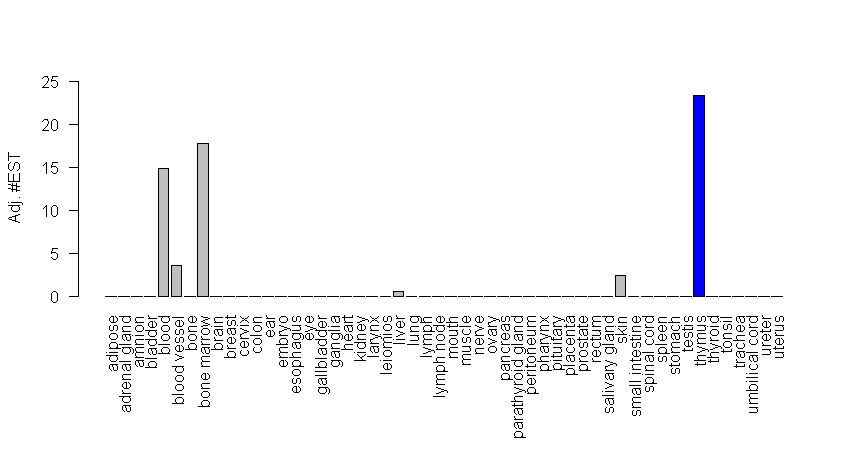 Adj. #EST
25
20
15
10
5
0
adipose
adrenal gland
amnion
bladder
blood
blood vessel
bone
bone marrow
brain
breast
cervix
colon
ear
embryo
esophagus
eye
gallbladder
ganglia
heart
kidney
larynx
leiomios
liver
lung
lymph
lymph node
mouth
muscle
nerve
ovary
pancreas
parathyroid gland
peritoneum
pharynx
pituitary
placenta
prostate
rectum
salivary gland
skin
small intestine
spinal cord
spleen
stomach
testis
thymus
thyroid
tonsil
trachea
umbilical cord
ureter
uterus